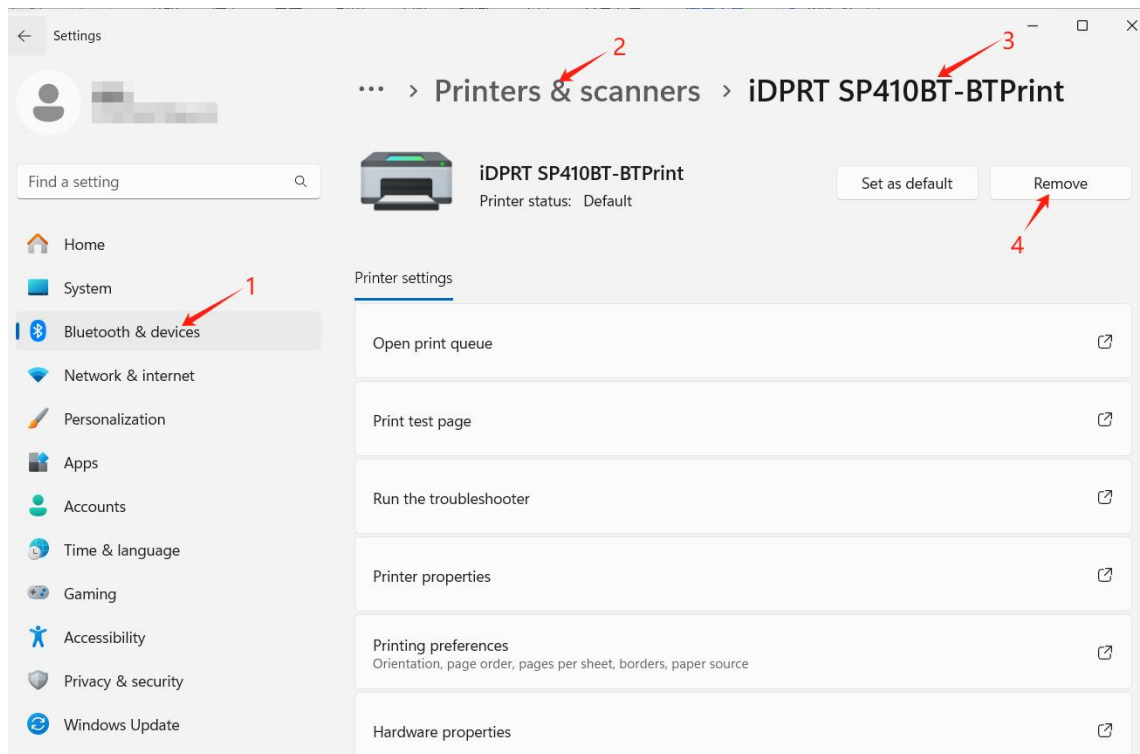 Settings
2
3
··· > Printers & scanners > iDPRT SP410BT-BTPrint
iDPRT SP410BT-BTPrint
Printer status: Default
Set as default
Remove
4
Find a setting
Home
System
1
Bluetooth & devices
Network & internet
Personalization
Apps
Accounts
Time & language
Gaming
Accessibility
Privacy & security
Windows Update
Printer settings
Open print queue
Print test page
Run the troubleshooter
Printer properties
Printing preferences
Orientation, page order, pages per sheet, borders, paper source
Hardware properties